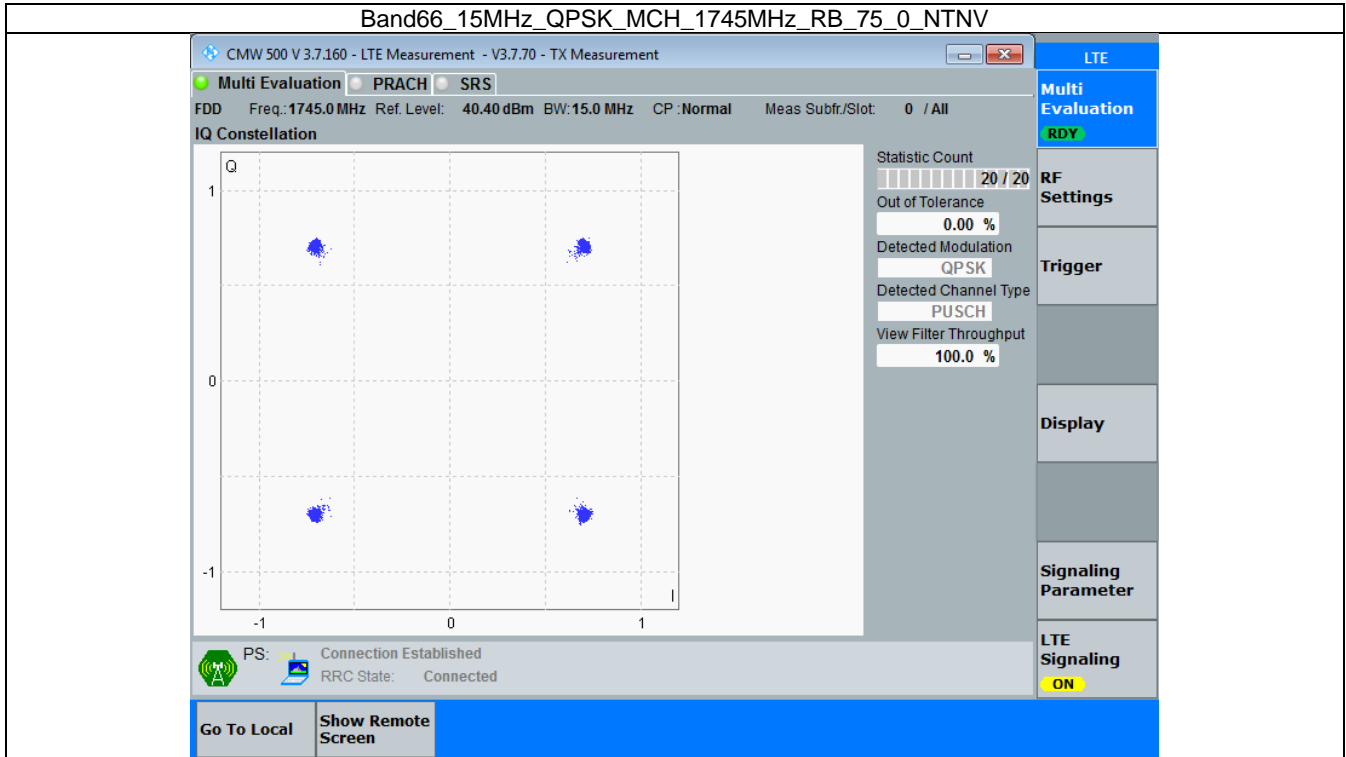 Band66_15MHz_QPSK_MCH_1745MHz_RB_75_0_NTNV
CMW 500 V 3.7.160 - LTE Measurement - V3.7.70 - TX Measurement
LTE
Multi Evaluation PRACH SRS
Multi
Evaluation
RDY
FDD Freq.: 1745.0 MHz Ref. Level: 40.40 dBm BW: 15.0 MHz CP : Normal Meas Subfr./Slot: 0 / All
IQ Constellation
Q
1
0
-1
I
-1 0 1
Statistic Count
20 / 20
Out of Tolerance
0.00 %
Detected Modulation
QPSK
Detected Channel Type
PUSCH
View Filter Throughput
100.0 %
RF
Settings
Trigger
Display
Signaling
Parameter
LTE
Signaling
ON
PS: Connection Established
RRC State: Connected
Go To Local
Show Remote
Screen